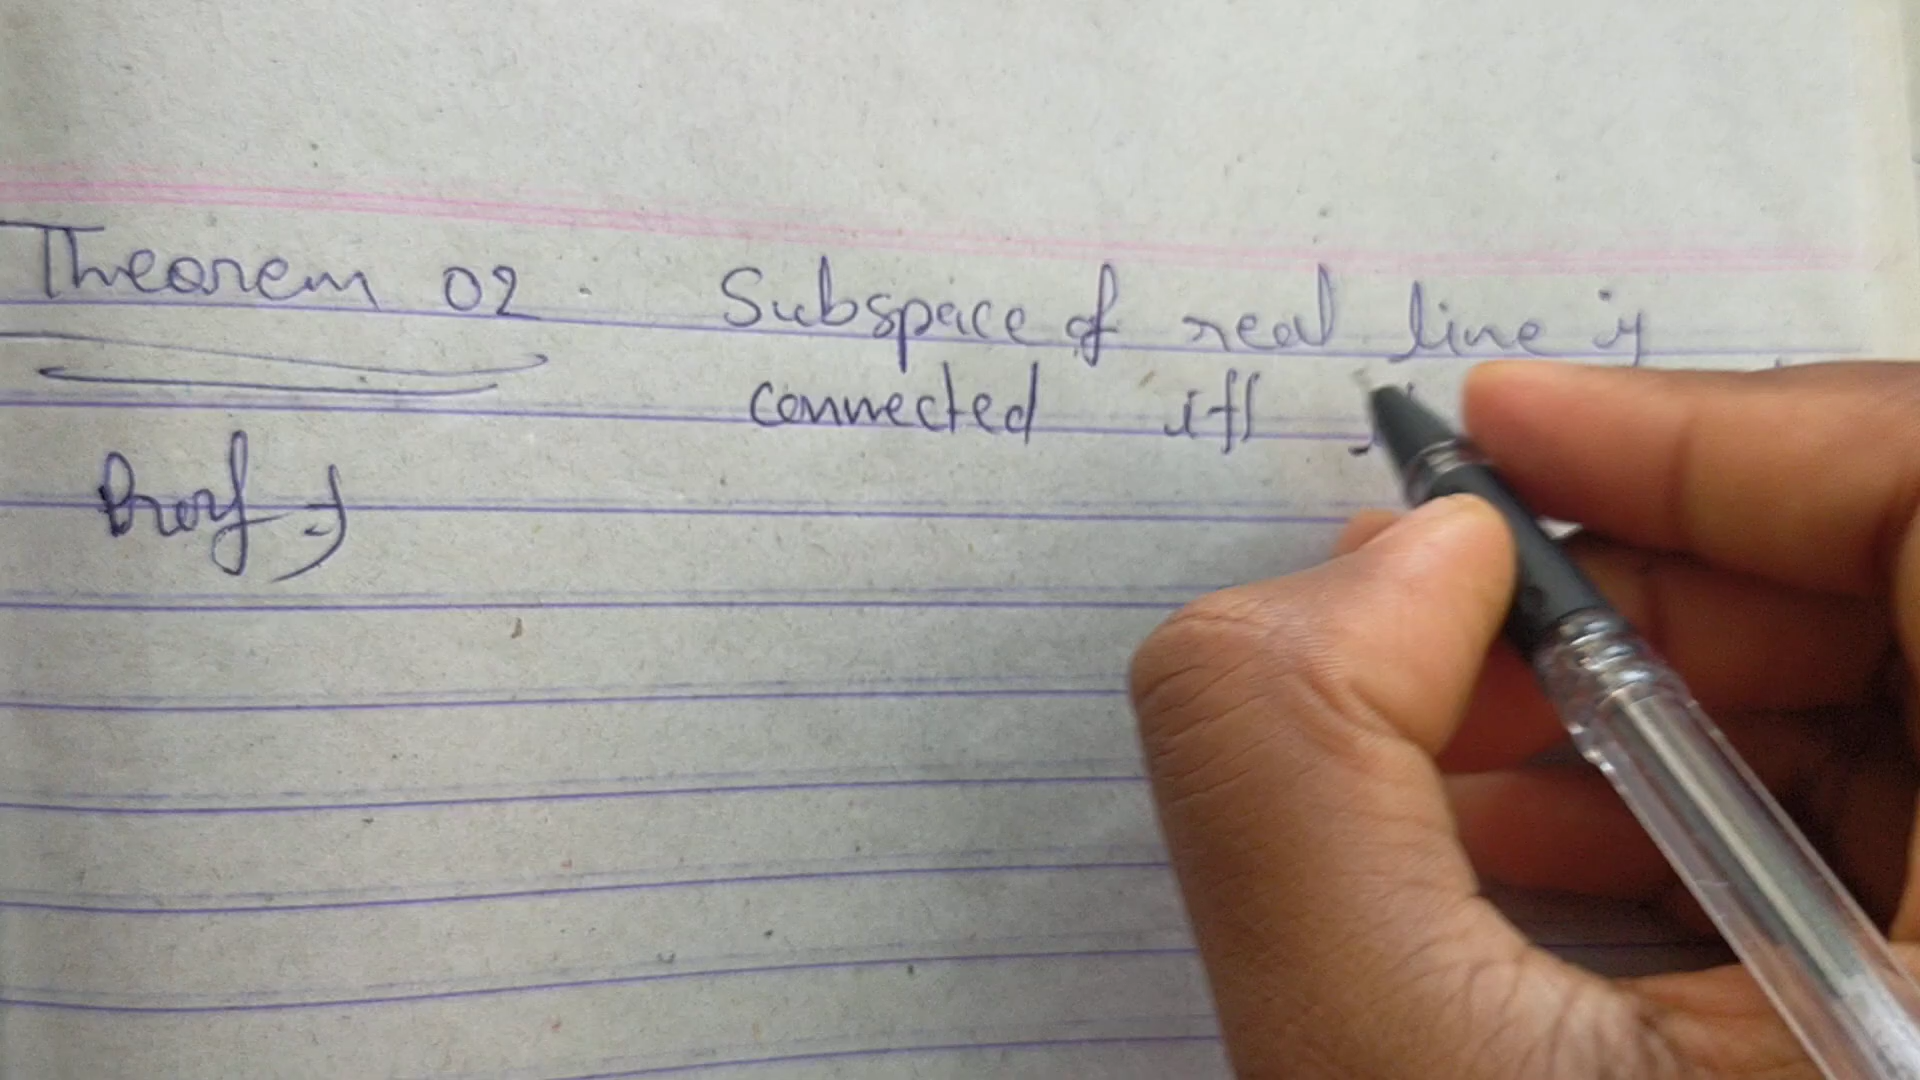 Theorem 02. Subspace of real line is
connected iff
Proof :-